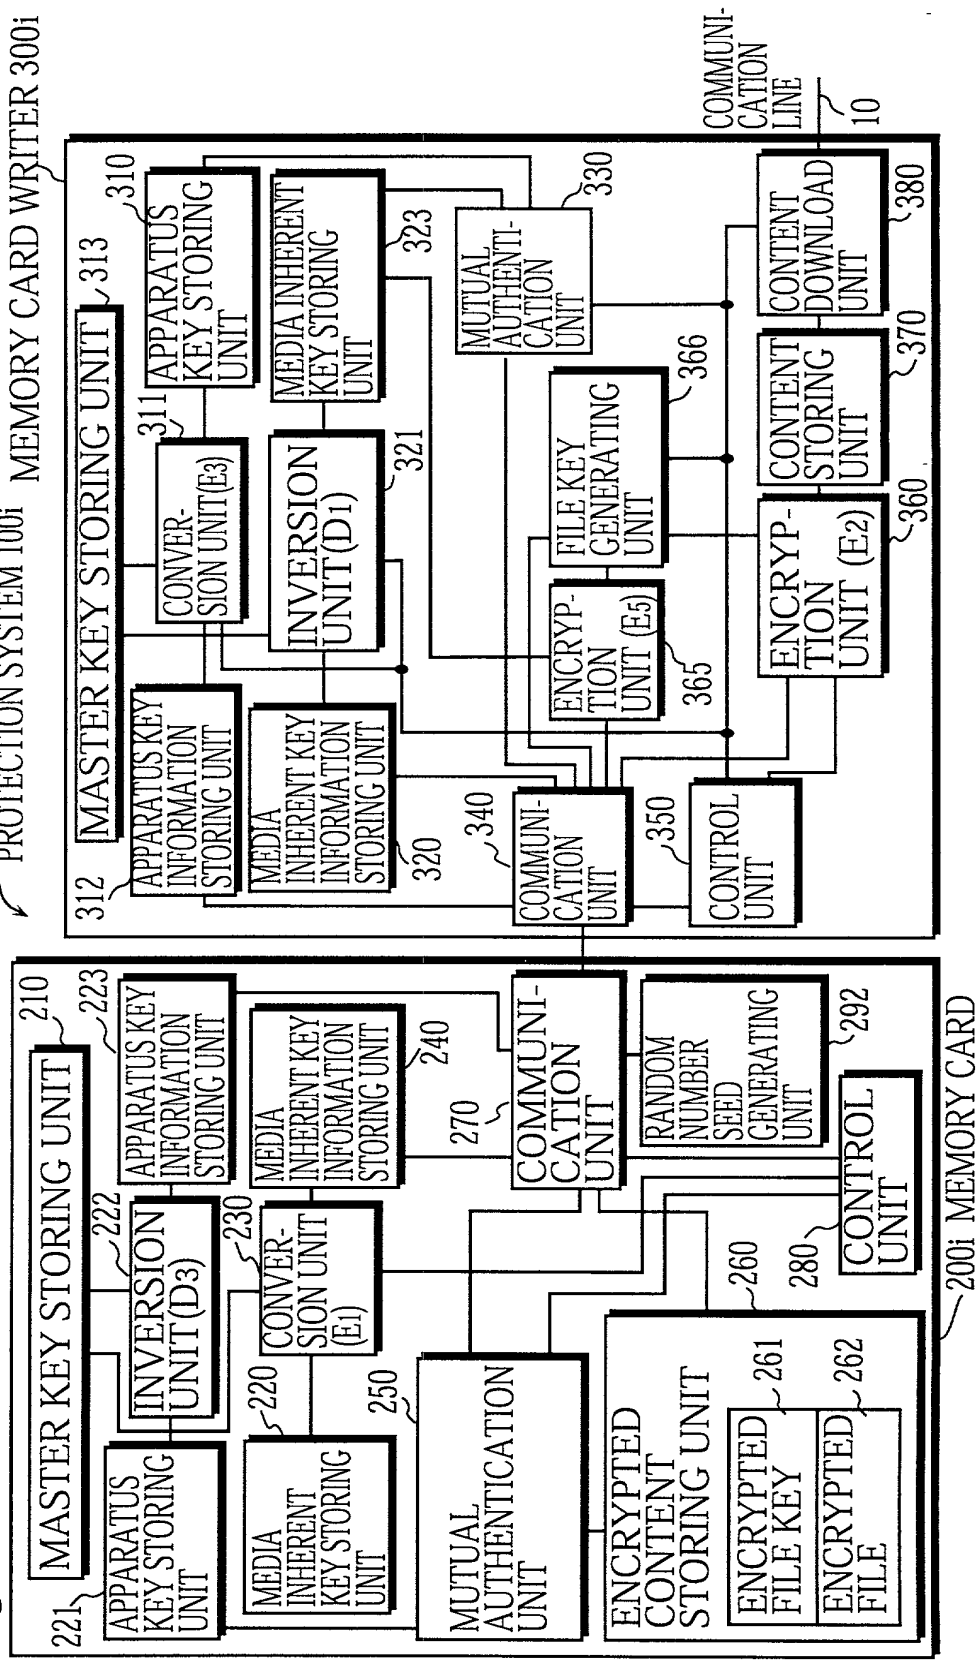 PROTECTION SYSTEM 100i
MEMORY CARD WRITER 300i
MASTER KEY STORING UNIT
210
APPARATUS
KEY STORING
UNIT
221
INVERSION
UNIT(D3)
222
APPARATUS KEY
INFORMATION
STORING UNIT
223
MEDIA
INHERENT
KEY STORING
UNIT
220
CONVER-
SION UNIT
(E1)
230
MEDIA
INHERENT KEY
INFORMATION
STORING UNIT
240
MUTUAL
AUTHENTICATION
UNIT
250
COMMUNI-
CATION
UNIT
270
ENCRYPTED
CONTENT
STORING UNIT
260
ENCRYPTED
FILE KEY
261
ENCRYPTED
FILE
262
RANDOM
NUMBER
SEED
GENERATING
UNIT
292
CONTROL
UNIT
280
200i MEMORY CARD
MASTER KEY STORING UNIT
313
APPARATUS KEY
INFORMATION
STORING UNIT
312
CONVER-
SION UNIT(E3)
311
APPARATUS
KEY STORING
UNIT
310
MEDIA
INHERENT KEY
INFORMATION
STORING UNIT
320
INVERSION
UNIT(D1)
321
MEDIA INHERENT
KEY STORING
UNIT
323
COMMUNI-
CATION
UNIT
340
MUTUAL
AUTHENTI-
CATION
UNIT
330
ENCRYP-
TION
UNIT (E5)
365
FILE KEY
GENERATING
UNIT
366
CONTROL
UNIT
350
ENCRYP-
TION
UNIT (E2)
360
CONTENT
STORING
UNIT
370
CONTENT
DOWNLOAD
UNIT
380
COMMUNI-
CATION
LINE
10